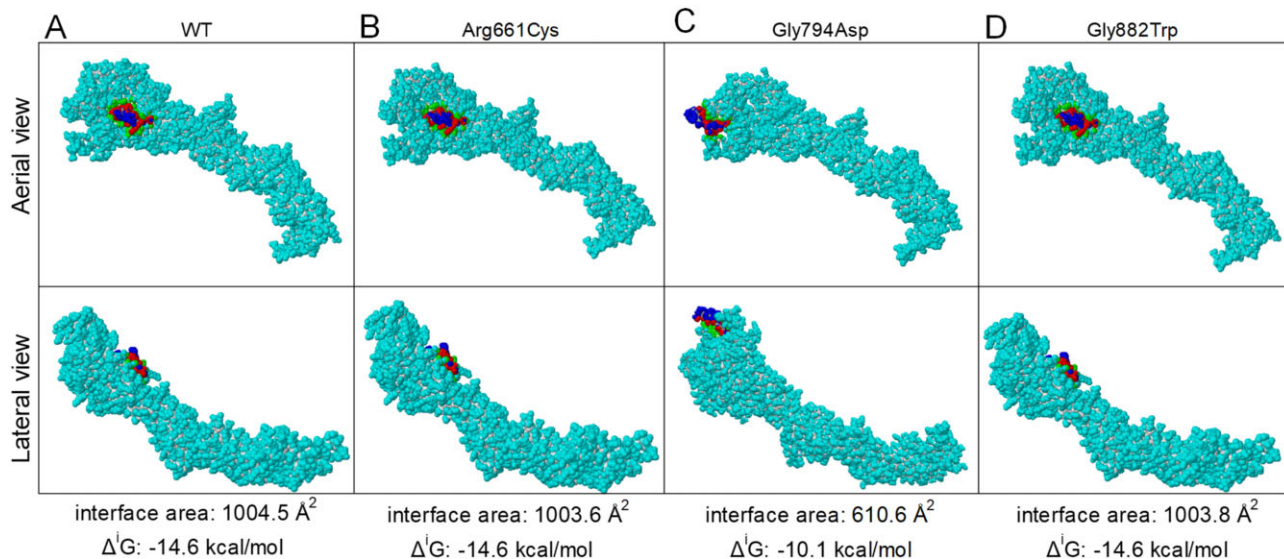 A WT
B Arg661Cys
C Gly794Asp
D Gly882Trp
Aerial view
Lateral view
interface area: 1004.5 Å²
ΔⁱG: -14.6 kcal/mol
interface area: 1003.6 Å²
ΔⁱG: -14.6 kcal/mol
interface area: 610.6 Å²
ΔⁱG: -10.1 kcal/mol
interface area: 1003.8 Å²
ΔⁱG: -14.6 kcal/mol